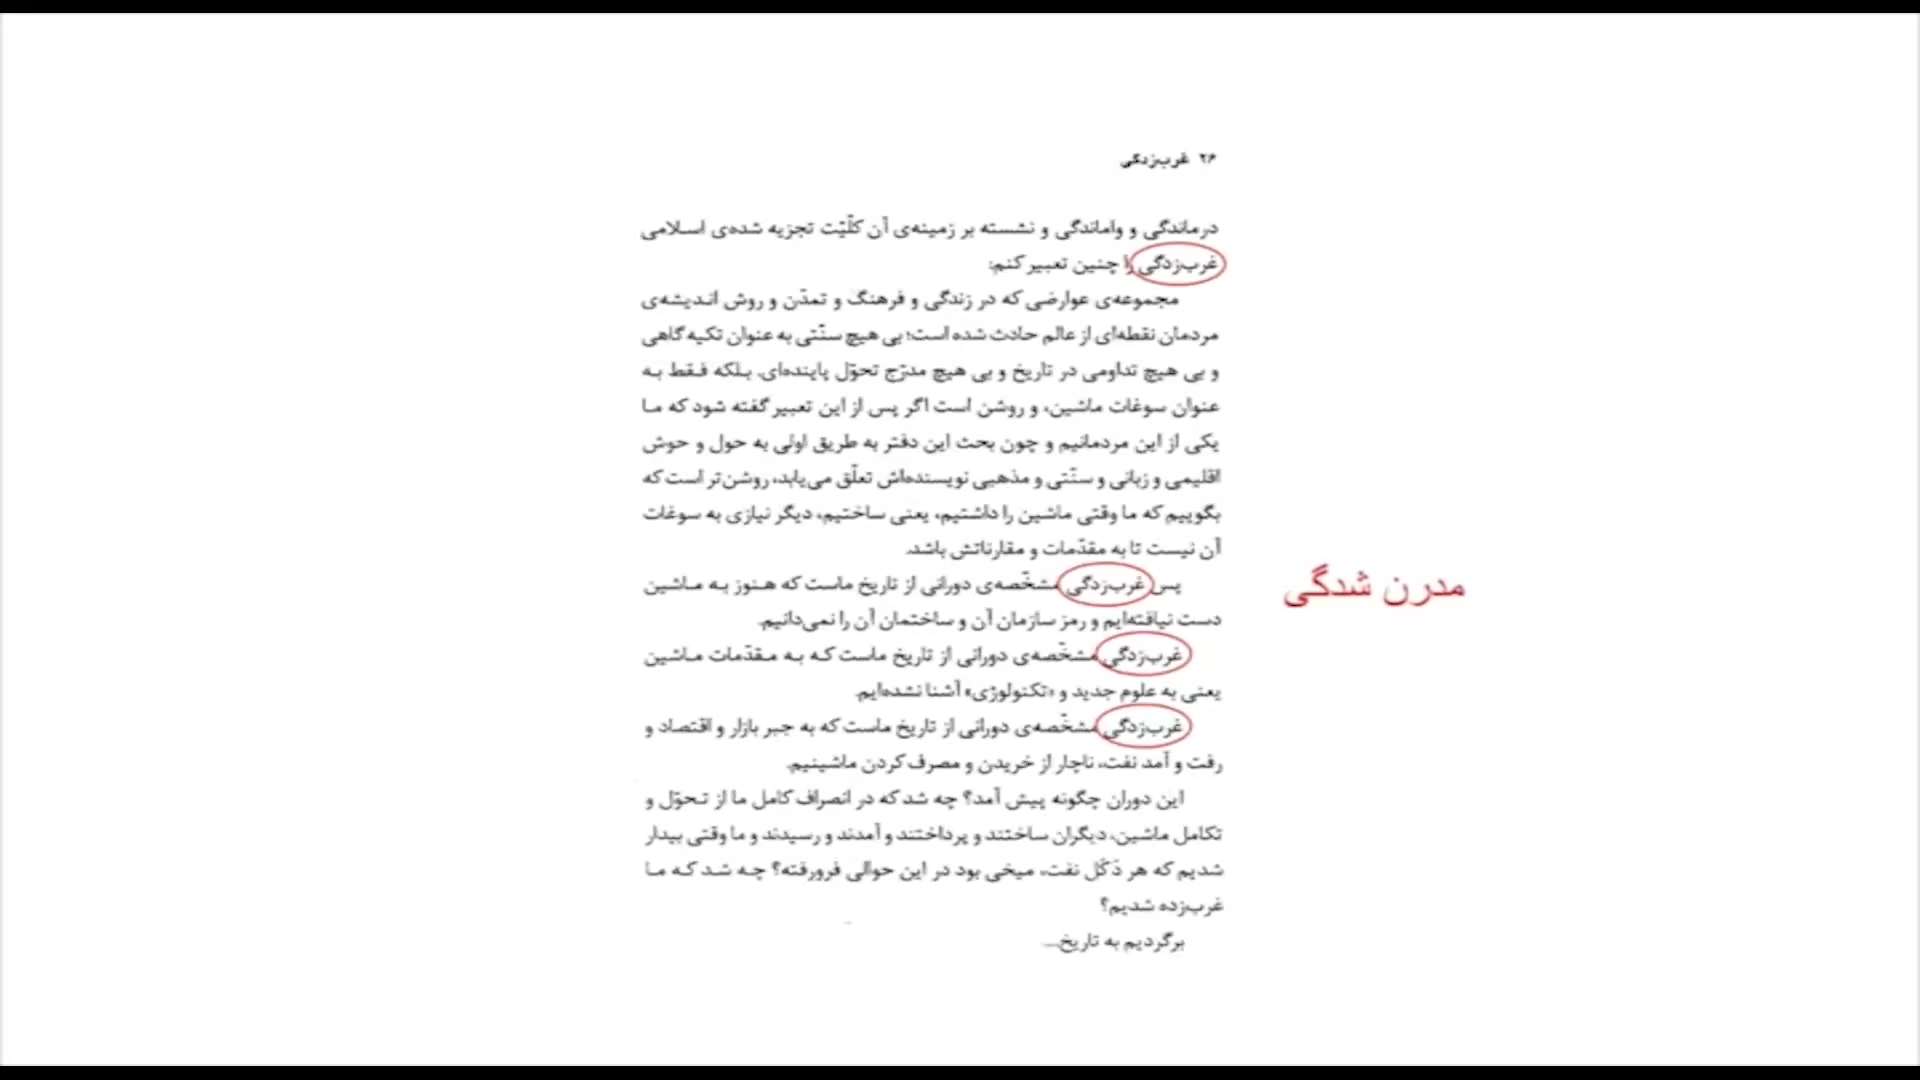 ۲۶ غرب‌زدگی
درماندگی و واماندگی و نشسته بر زمینه‌ی آن کلّیّت تجزیه شده‌ی اسلامی
غرب‌زدگی را چنین تعبیر کنم:
مجموعه‌ی عوارضی که در زندگی و فرهنگ و تمدّن و روش اندیشه‌ی
مردمان نقطه‌ای از عالم حادث شده است؛ بی هیچ سنّتی به عنوان تکیه گاهی
و بی هیچ تداومی در تاریخ و بی هیچ مدرّج تحوّل یابنده‌ای. بلکه فقط به
عنوان سوغات ماشین، و روشن است اگر پس از این تعبیر گفته شود که ما
یکی از این مردمانیم و چون بحث این دفتر به طریق اولی به حول و حوش
اقلیمی و زبانی و سنّتی و مذهبی نویسنده‌اش تعلّق می‌یابد، روشن‌تر است که
بگوییم که ما وقتی ماشین را داشتیم، یعنی ساختیم، دیگر نیازی به سوغات
آن نیست تا به مقدّمات و مقارناتش باشد.
پس غرب‌زدگی مشخّصه‌ی دورانی از تاریخ ماست که هنوز به ماشین
دست نیافته‌ایم و رمز سازمان آن و ساختمان آن را نمی‌دانیم.
غرب‌زدگی مشخّصه‌ی دورانی از تاریخ ماست که به مقدّمات ماشین
یعنی به علوم جدید و «تکنولوژی» آشنا نشده‌ایم.
غرب‌زدگی مشخّصه‌ی دورانی از تاریخ ماست که به جبر بازار و اقتصاد و
رفت و آمد نفت، ناچار از خریدن و مصرف کردن ماشینیم.
این دوران چگونه پیش آمد؟ چه شد که در انصراف کامل ما از تحوّل و
تکامل ماشین، دیگران ساختند و پرداختند و آمدند و رسیدند و ما وقتی بیدار
شدیم که هر دَکَل نفت، میخی بود در این حوالی فرورفته؟ چه شد که ما
غرب‌زده شدیم؟
برگردیم به تاریخ...
مدرن شدگی